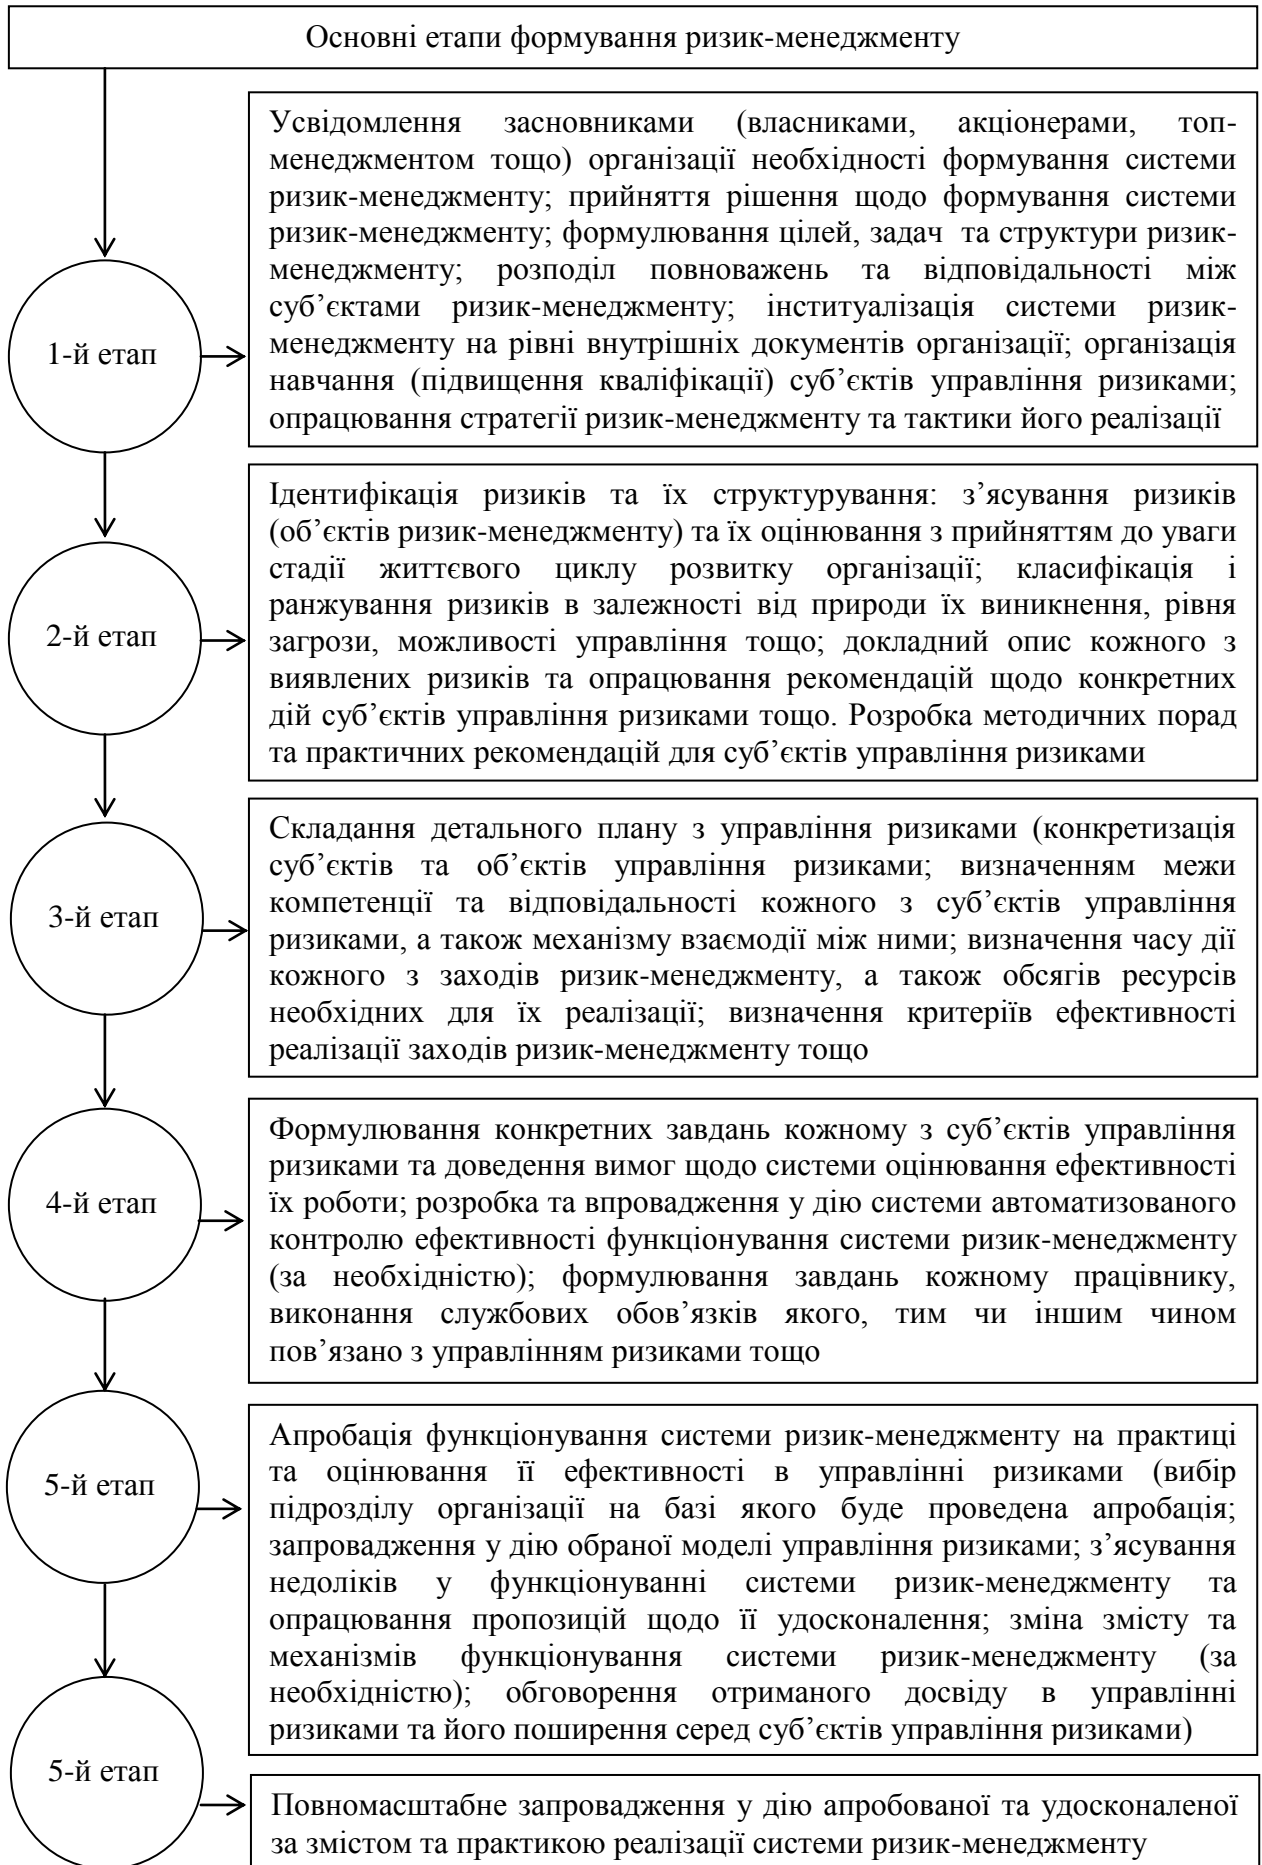 Основні етапи формування ризик-менеджменту
Усвідомлення засновниками (власниками, акціонерами, топ-
менеджментом тощо) організації необхідності формування системи
ризик-менеджменту; прийняття рішення щодо формування системи
ризик-менеджменту; формулювання цілей, задач та структури ризик-
менеджменту; розподіл повноважень та відповідальності між
суб’єктами ризик-менеджменту; інституалізація системи ризик-
менеджменту на рівні внутрішніх документів організації; організація
навчання (підвищення кваліфікації) суб’єктів управління ризиками;
опрацювання стратегії ризик-менеджменту та тактики його реалізації
1-й етап
Ідентифікація ризиків та їх структурування: з’ясування ризиків
(об’єктів ризик-менеджменту) та їх оцінювання з прийняттям до уваги
стадії життєвого циклу розвитку організації; класифікація і
ранжування ризиків в залежності від природи їх виникнення, рівня
загрози, можливості управління тощо; докладний опис кожного з
виявлених ризиків та опрацювання рекомендацій щодо конкретних
дій суб’єктів управління ризиками тощо. Розробка методичних порад
та практичних рекомендацій для суб’єктів управління ризиками
2-й етап
Складання детального плану з управління ризиками (конкретизація
суб’єктів та об’єктів управління ризиками; визначенням межи
компетенції та відповідальності кожного з суб’єктів управління
ризиками, а також механізму взаємодії між ними; визначення часу дії
кожного з заходів ризик-менеджменту, а також обсягів ресурсів
необхідних для їх реалізації; визначення критеріїв ефективності
реалізації заходів ризик-менеджменту тощо
3-й етап
Формулювання конкретних завдань кожному з суб’єктів управління
ризиками та доведення вимог щодо системи оцінювання ефективності
їх роботи; розробка та впровадження у дію системи автоматизованого
контролю ефективності функціонування системи ризик-менеджменту
(за необхідністю); формулювання завдань кожному працівнику,
виконання службових обов’язків якого, тим чи іншим чином
пов’язано з управлінням ризиками тощо
4-й етап
Апробація функціонування системи ризик-менеджменту на практиці
та оцінювання її ефективності в управлінні ризиками (вибір
підрозділу організації на базі якого буде проведена апробація;
запровадження у дію обраної моделі управління ризиками; з’ясування
недоліків у функціонуванні системи ризик-менеджменту та
опрацювання пропозицій щодо її удосконалення; зміна змісту та
механізмів функціонування системи ризик-менеджменту (за
необхідністю); обговорення отриманого досвіду в управлінні
ризиками та його поширення серед суб’єктів управління ризиками)
5-й етап
Повномасштабне запровадження у дію апробованої та удосконаленої
за змістом та практикою реалізації системи ризик-менеджменту
5-й етап